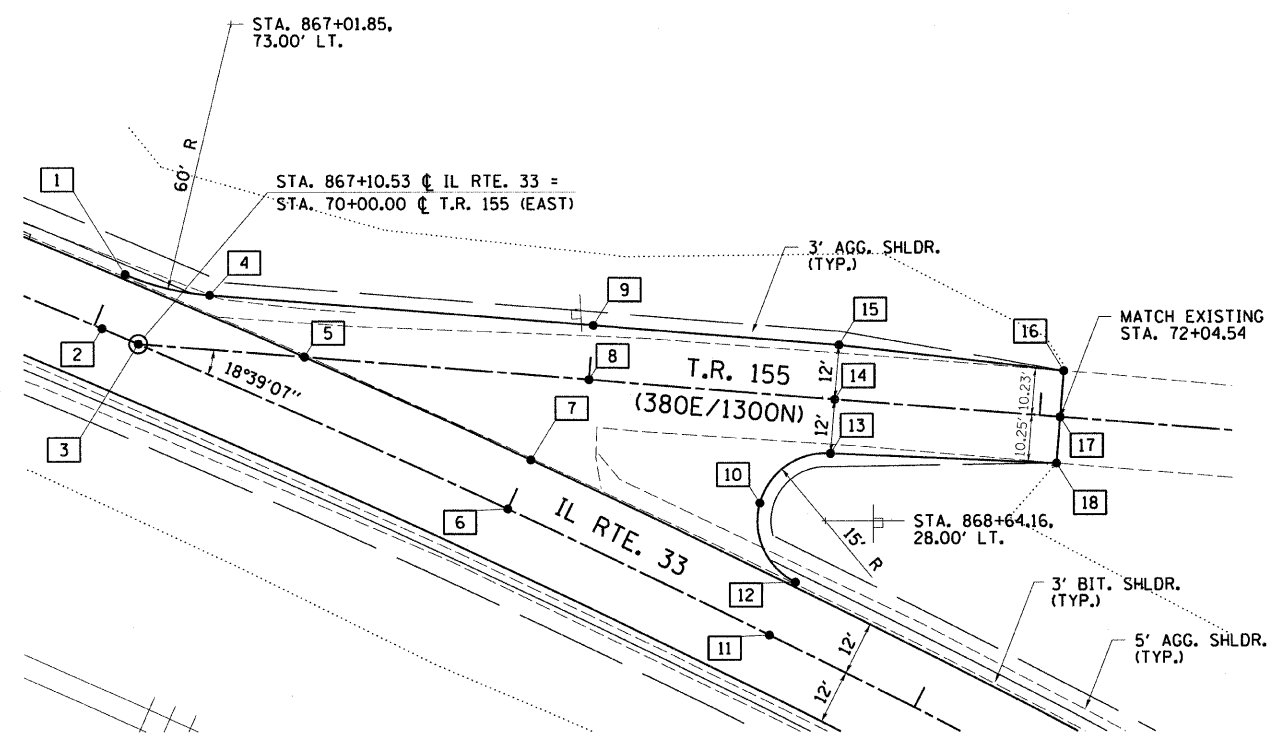 STA. 867+01.85,
73.00' LT.
60' R
1
STA. 867+10.53 ℄ IL RTE. 33 =
STA. 70+00.00 ℄ T.R. 155 (EAST)
4
3' AGG. SHLDR.
(TYP.)
9
15
16
MATCH EXISTING
STA. 72+04.54
2
5
8
T.R. 155
(380E/1300N)
12'
14
12'
10.25'
10.23'
18°39'07"
3
7
13
17
10
18
6
IL RTE. 33
STA. 868+64.16,
28.00' LT.
15' R
12
3' BIT. SHLDR.
(TYP.)
11
12'
12'
5' AGG. SHLDR.
(TYP.)